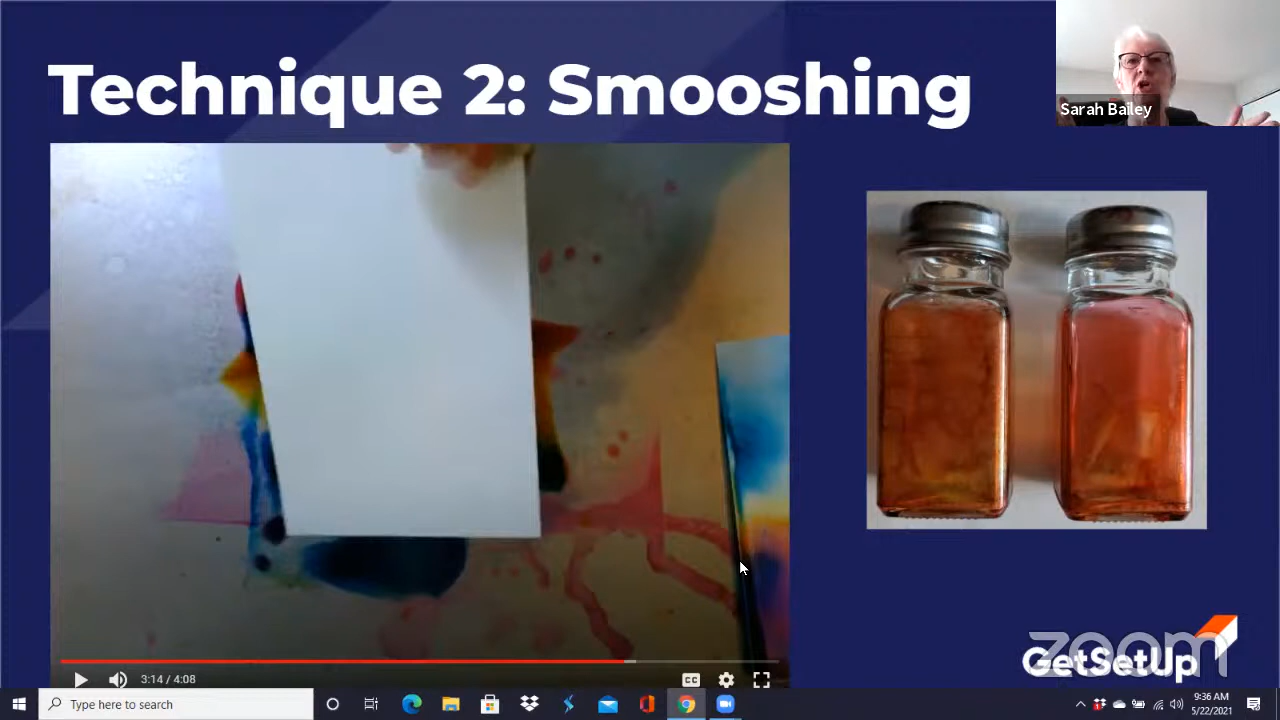 Technique 2: Smooshing
Sarah Bailey
3:14 / 4:08
CC
zoom
GetSetUp
Type here to search
9:36 AM
5/22/2021